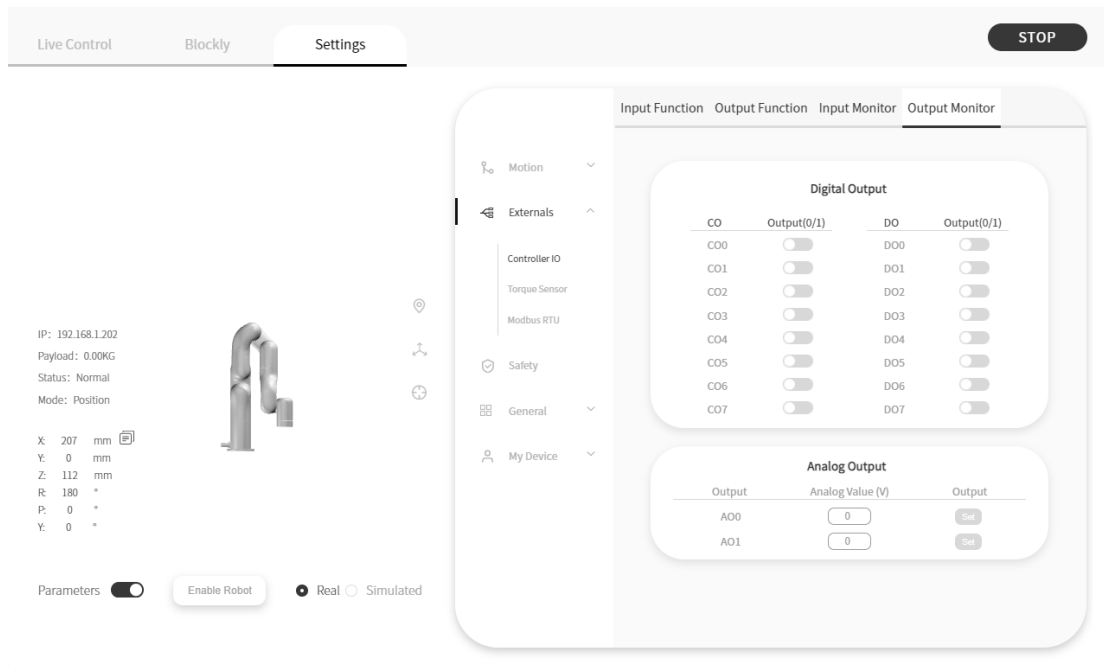 Live Control Blockly Settings STOP
Input Function Output Function Input Monitor Output Monitor
Motion
Externals
Controller IO
Torque Sensor
Modbus RTU
Safety
General
My Device
IP: 192.168.1.202
Payload: 0.00KG
Status: Normal
Mode: Position
X: 207 mm
Y: 0 mm
Z: 112 mm
R: 180 °
P: 0 °
Y: 0 °
Parameters Enable Robot Real Simulated
Digital Output
CO Output(0/1) DO Output(0/1)
CO0 DO0
CO1 DO1
CO2 DO2
CO3 DO3
CO4 DO4
CO5 DO5
CO6 DO6
CO7 DO7
Analog Output
Output Analog Value (V) Output
AO0 0 Set
AO1 0 Set